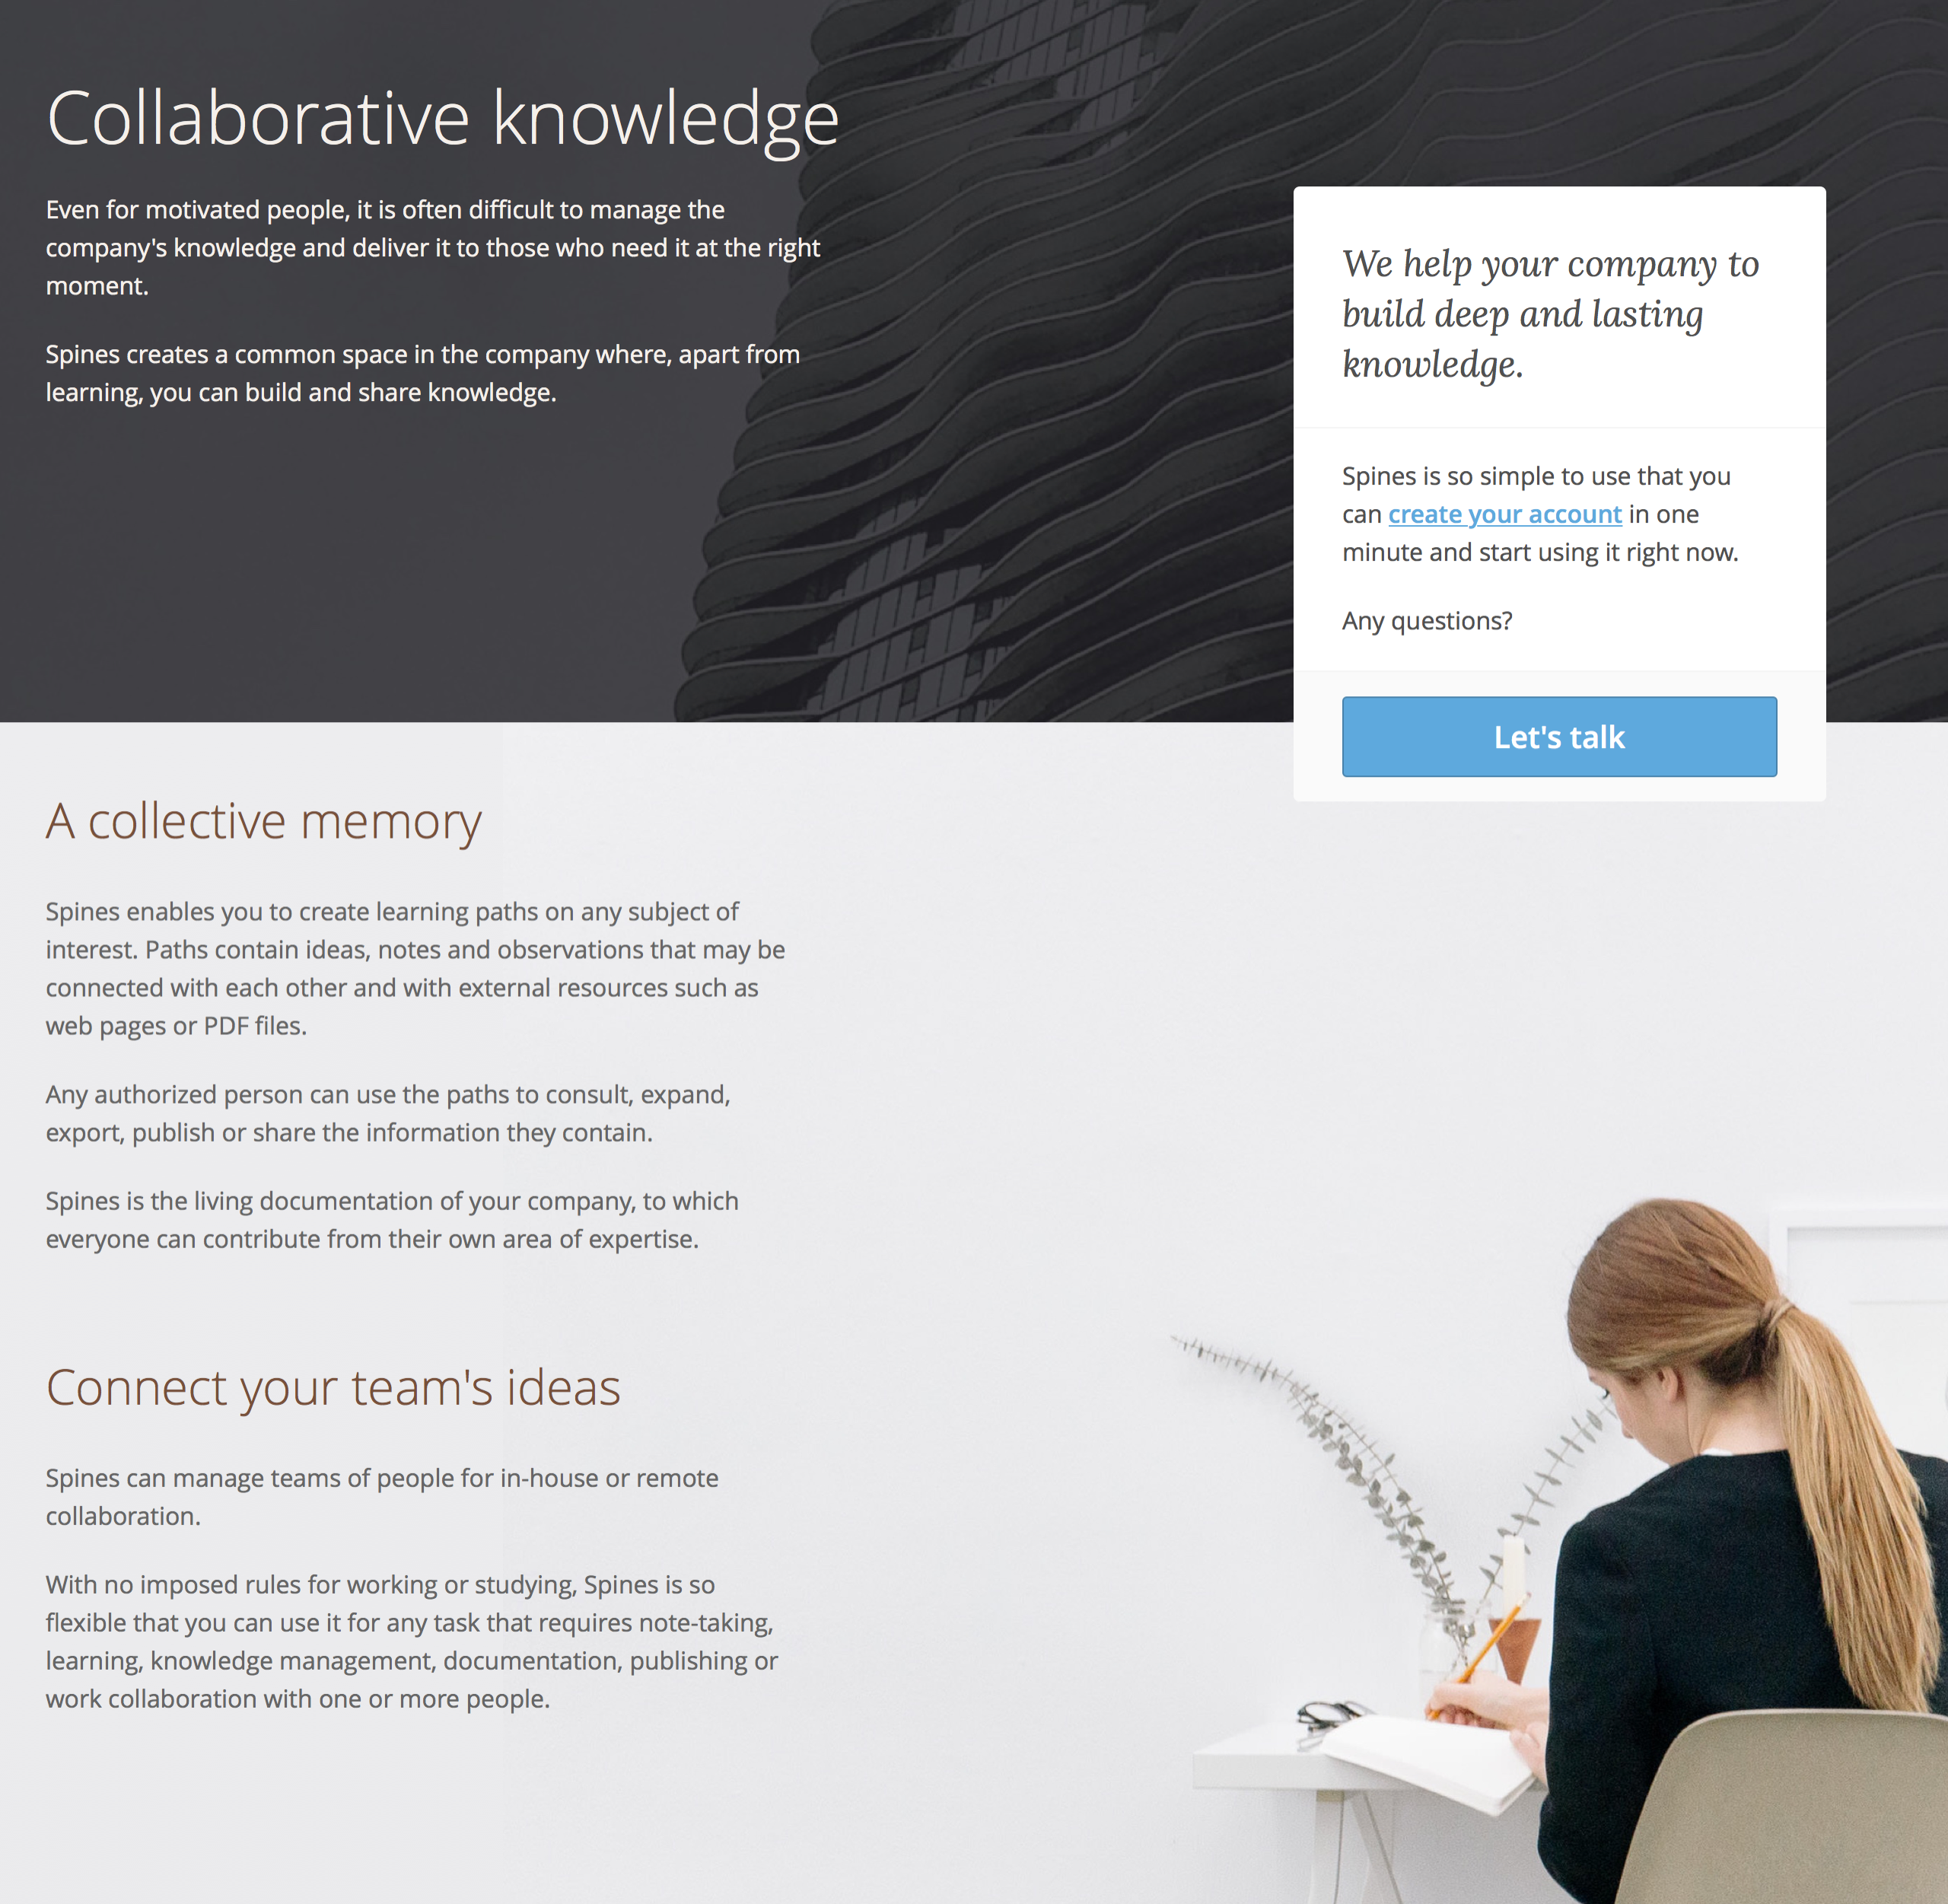 Collaborative knowledge
Even for motivated people, it is often difficult to manage the
company's knowledge and deliver it to those who need it at the right
moment.
Spines creates a common space in the company where, apart from
learning, you can build and share knowledge.
We help your company to
build deep and lasting
knowledge.
Spines is so simple to use that you
can create your account in one
minute and start using it right now.
Any questions?
Let's talk
A collective memory
Spines enables you to create learning paths on any subject of
interest. Paths contain ideas, notes and observations that may be
connected with each other and with external resources such as
web pages or PDF files.
Any authorized person can use the paths to consult, expand,
export, publish or share the information they contain.
Spines is the living documentation of your company, to which
everyone can contribute from their own area of expertise.
Connect your team's ideas
Spines can manage teams of people for in-house or remote
collaboration.
With no imposed rules for working or studying, Spines is so
flexible that you can use it for any task that requires note-taking,
learning, knowledge management, documentation, publishing or
work collaboration with one or more people.